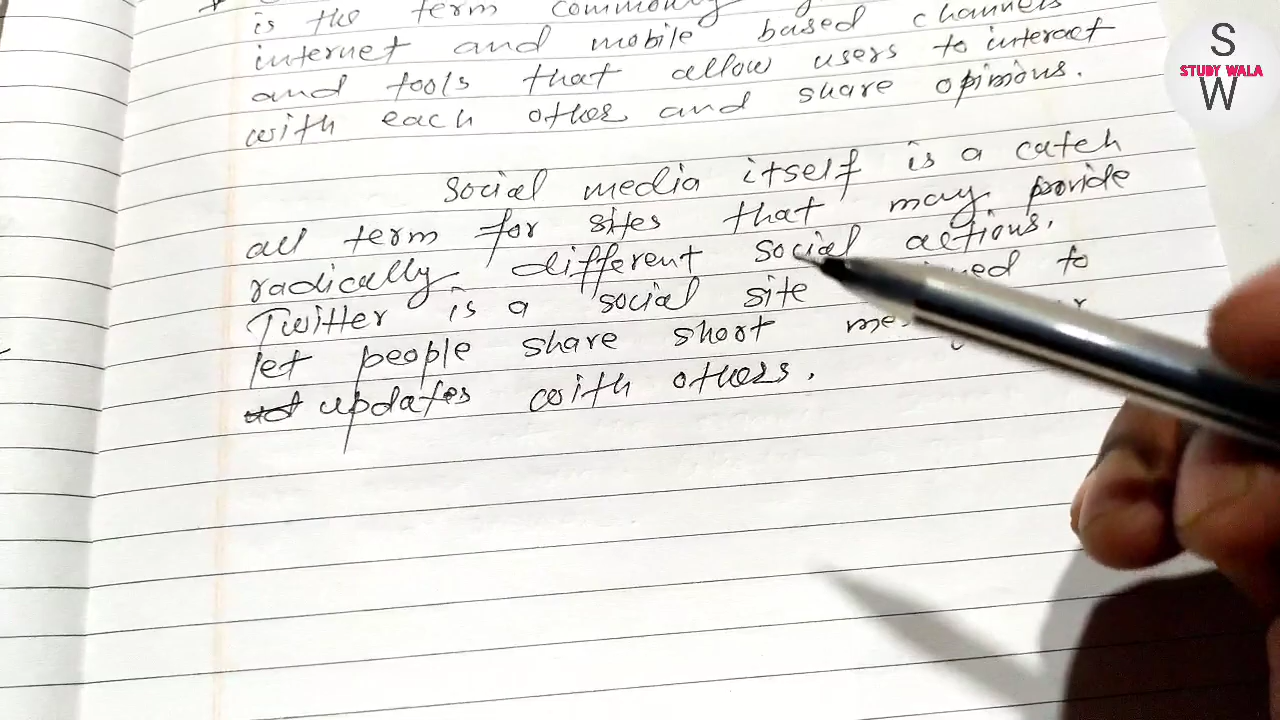 is the term commonly
internet and mobile based channels
and tools that allow users to interact
with each other and share opinions.
Social media itself is a catch
all term for sites that may provide
radically different social actions.
Twitter is a social site to
let people share short
updates with others.
S
STUDY WALA
W